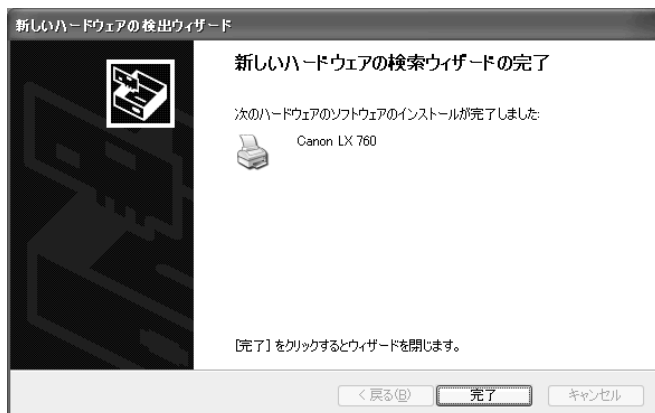 新しいハードウェアの検出ウィザード
新しいハードウェアの検索ウィザードの完了
次のハードウェアのソフトウェアのインストールが完了しました:
Canon LX 760
[完了] をクリックするとウィザードを閉じます。
< 戻る(B)
完了
キャンセル